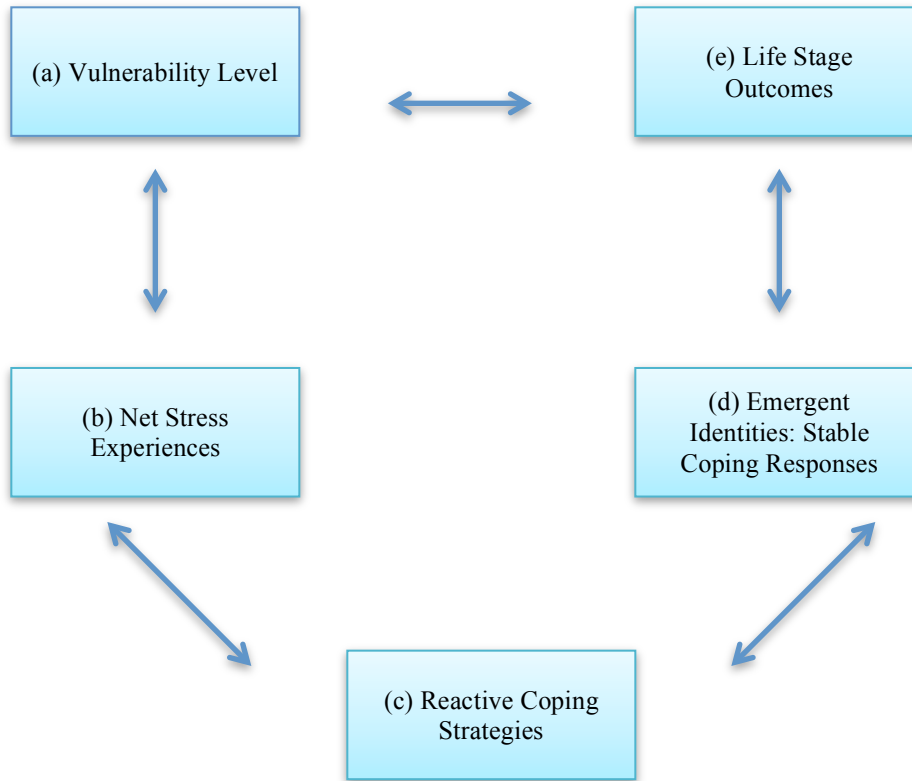 (a) Vulnerability Level
(e) Life Stage
Outcomes
(b) Net Stress
Experiences
(d) Emergent
Identities: Stable
Coping Responses
(c) Reactive Coping
Strategies